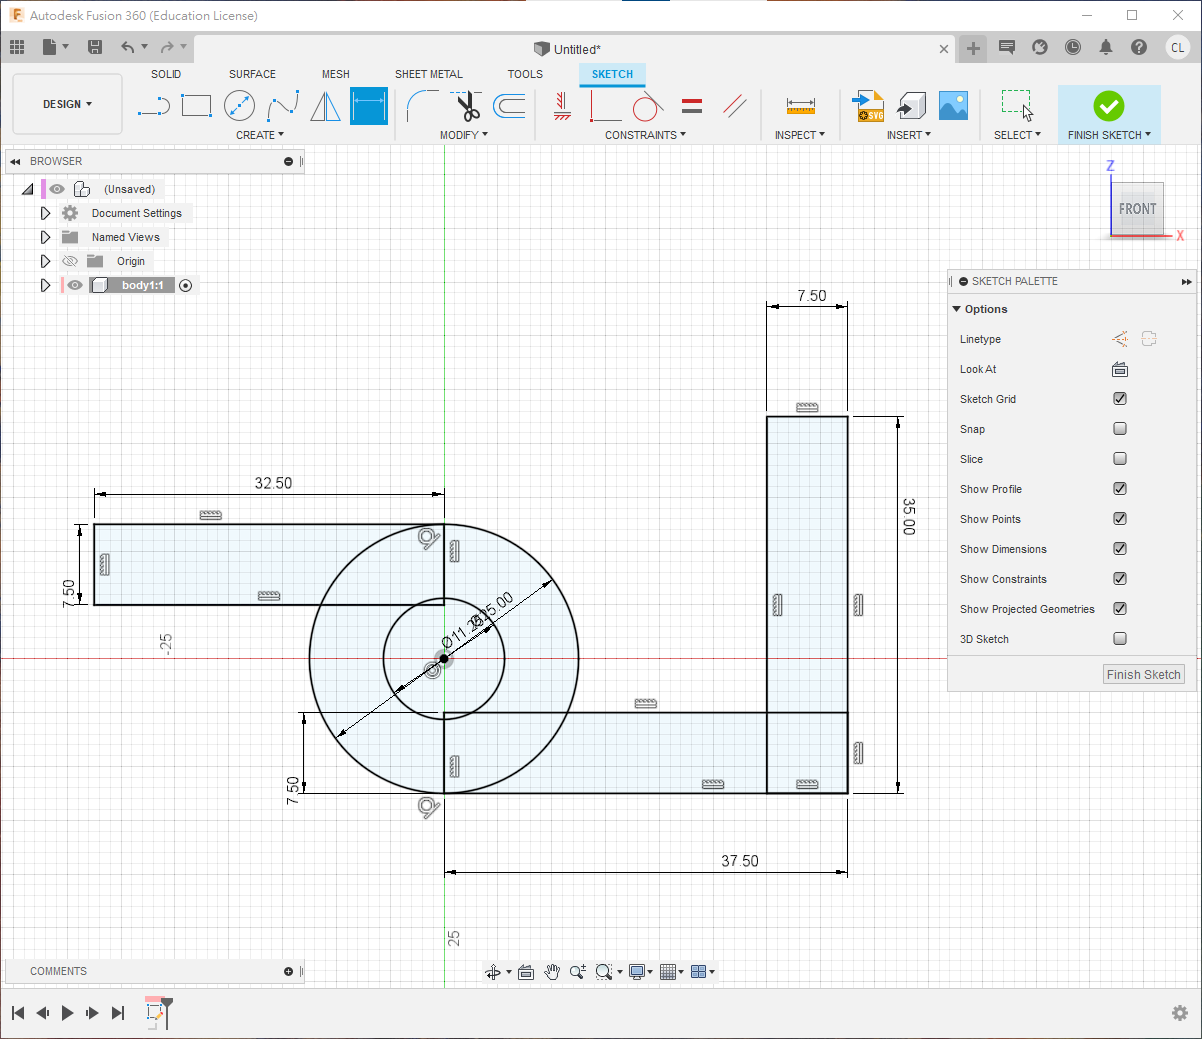 Autodesk Fusion 360 (Education License)
Untitled*
CL
SOLID
SURFACE
MESH
SHEET METAL
TOOLS
SKETCH
DESIGN
CREATE
MODIFY
CONSTRAINTS
INSPECT
SVG
INSERT
SELECT
FINISH SKETCH
BROWSER
(Unsaved)
Document Settings
Named Views
Origin
body1:1
Z
FRONT
X
SKETCH PALETTE
Options
Linetype
Look At
Sketch Grid
Snap
Slice
Show Profile
Show Points
Show Dimensions
Show Constraints
Show Projected Geometries
3D Sketch
Finish Sketch
7.50
32.50
35.00
7.50
Ø11.25
Ø25.00
-25
7.50
37.50
25
COMMENTS